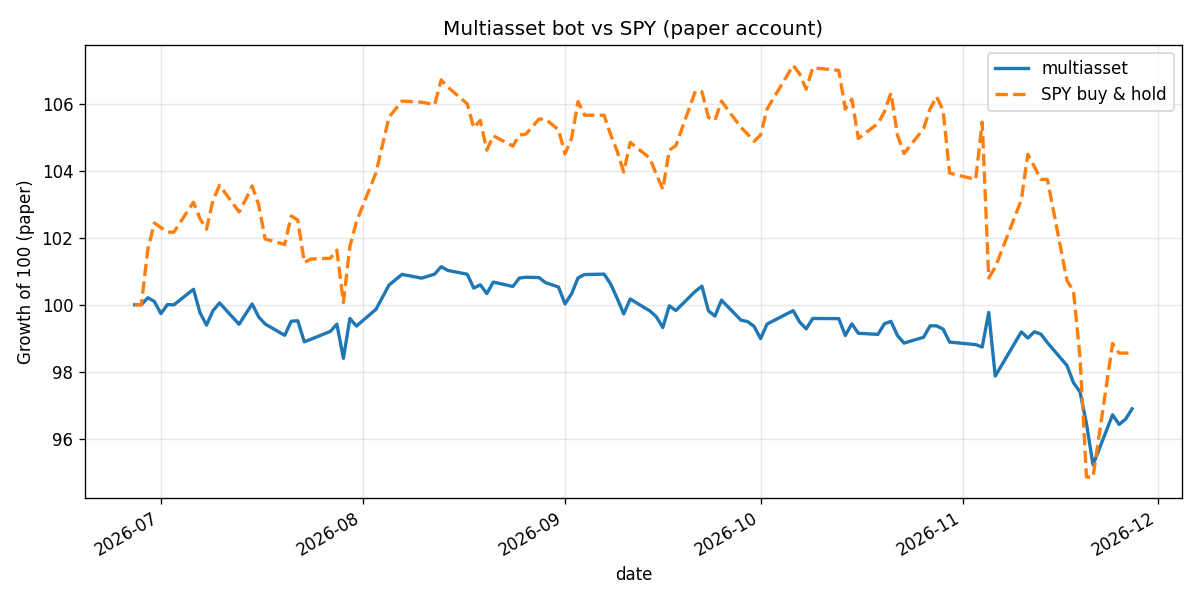 Multiasset bot vs SPY (paper account)
multiasset
SPY buy & hold
Growth of 100 (paper)
106
104
102
100
98
96
2026-07
2026-08
2026-09
2026-10
2026-11
2026-12
date